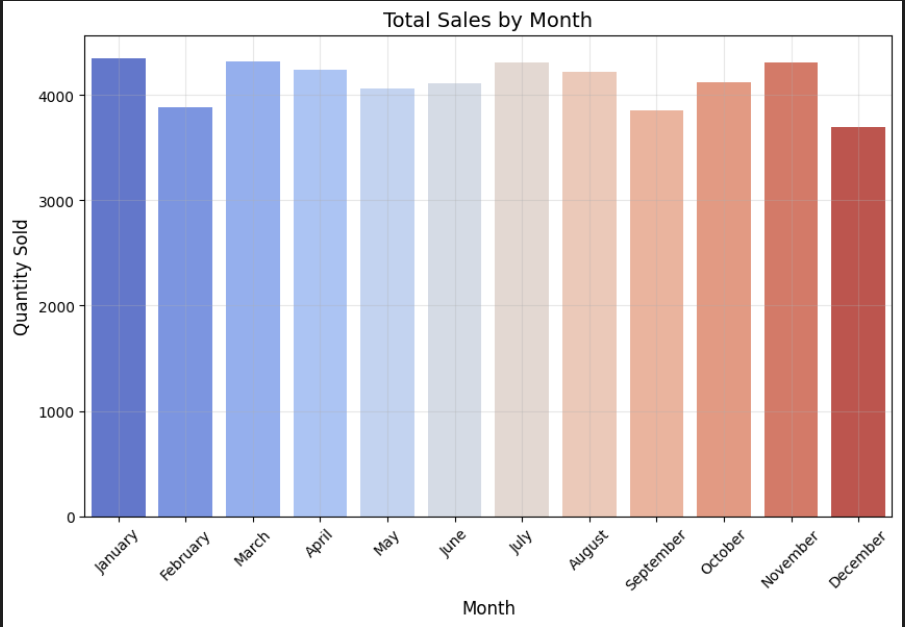 Total Sales by Month
Quantity Sold
4000
3000
2000
1000
0
January
February
March
April
May
June
July
August
September
October
November
December
Month